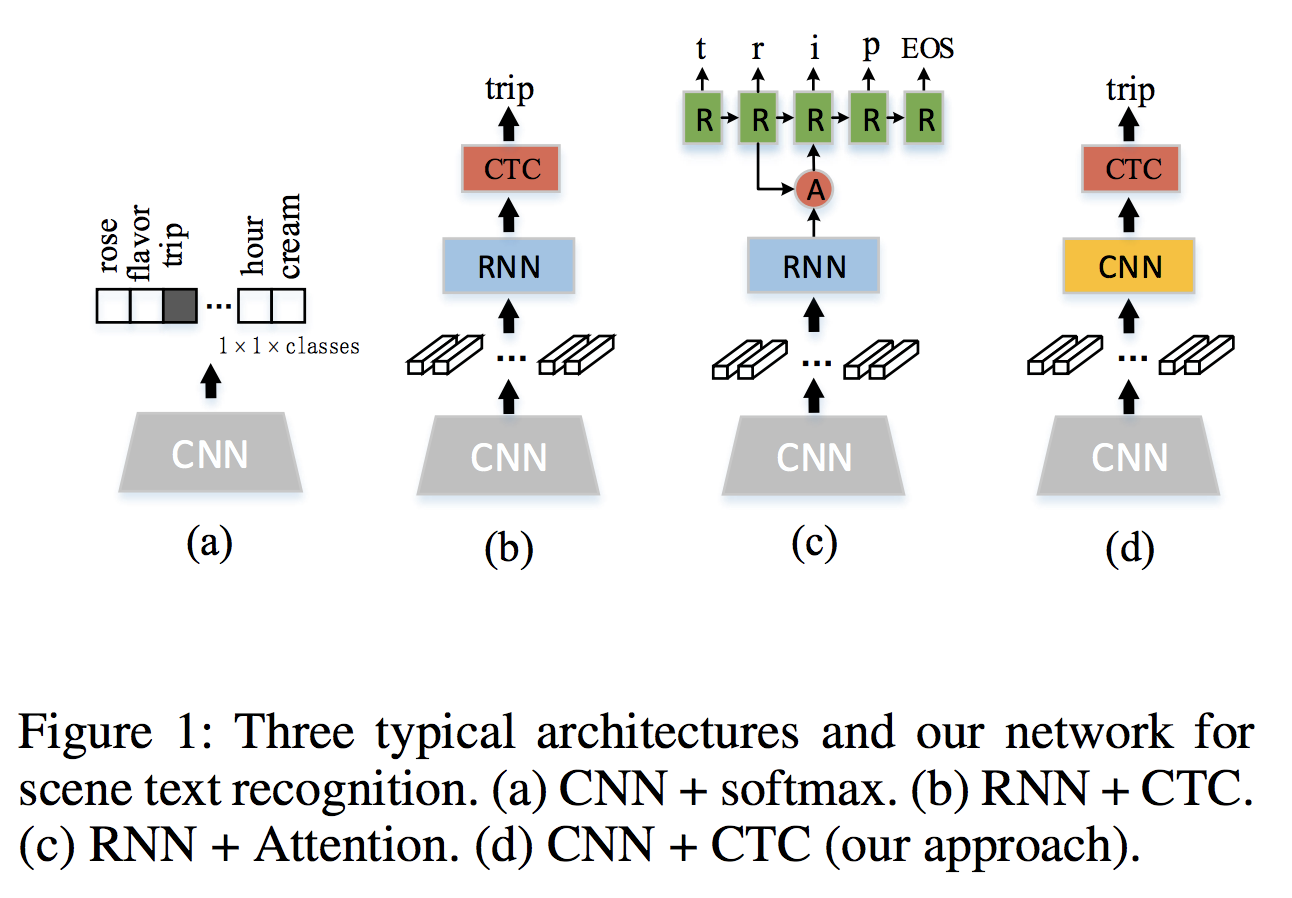 rose
flavor
trip
...
hour
cream
1×1×classes
CNN
(a)
trip
CTC
RNN
...
CNN
(b)
t r i p EOS
R R R R R
A
RNN
...
CNN
(c)
trip
CTC
CNN
...
CNN
(d)
Figure 1: Three typical architectures and our network for
scene text recognition. (a) CNN + softmax. (b) RNN + CTC.
(c) RNN + Attention. (d) CNN + CTC (our approach).